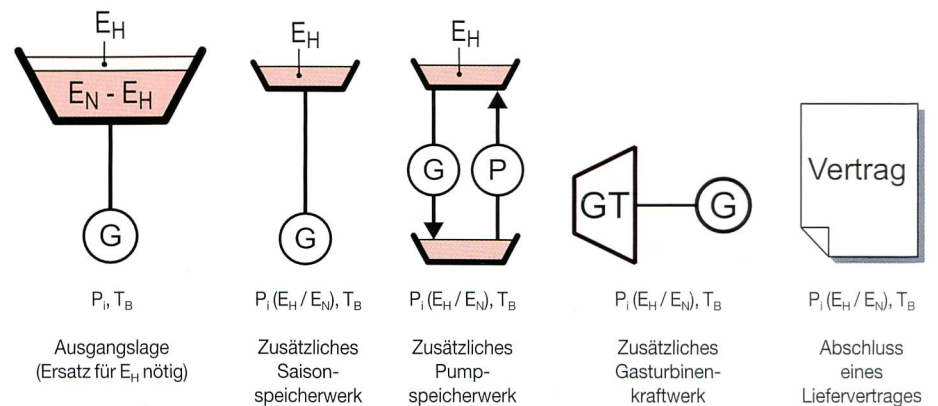 E_H
E_N - E_H
G
P_i, T_B
Ausgangslage
(Ersatz für E_H nötig)
E_H
G
P_i (E_H / E_N), T_B
Zusätzliches
Saison-
speicherwerk
E_H
G
P
P_i (E_H / E_N), T_B
Zusätzliches
Pump-
speicherwerk
GT
G
P_i (E_H / E_N), T_B
Zusätzliches
Gasturbinen-
kraftwerk
Vertrag
P_i (E_H / E_N), T_B
Abschluss
eines
Liefervertrages